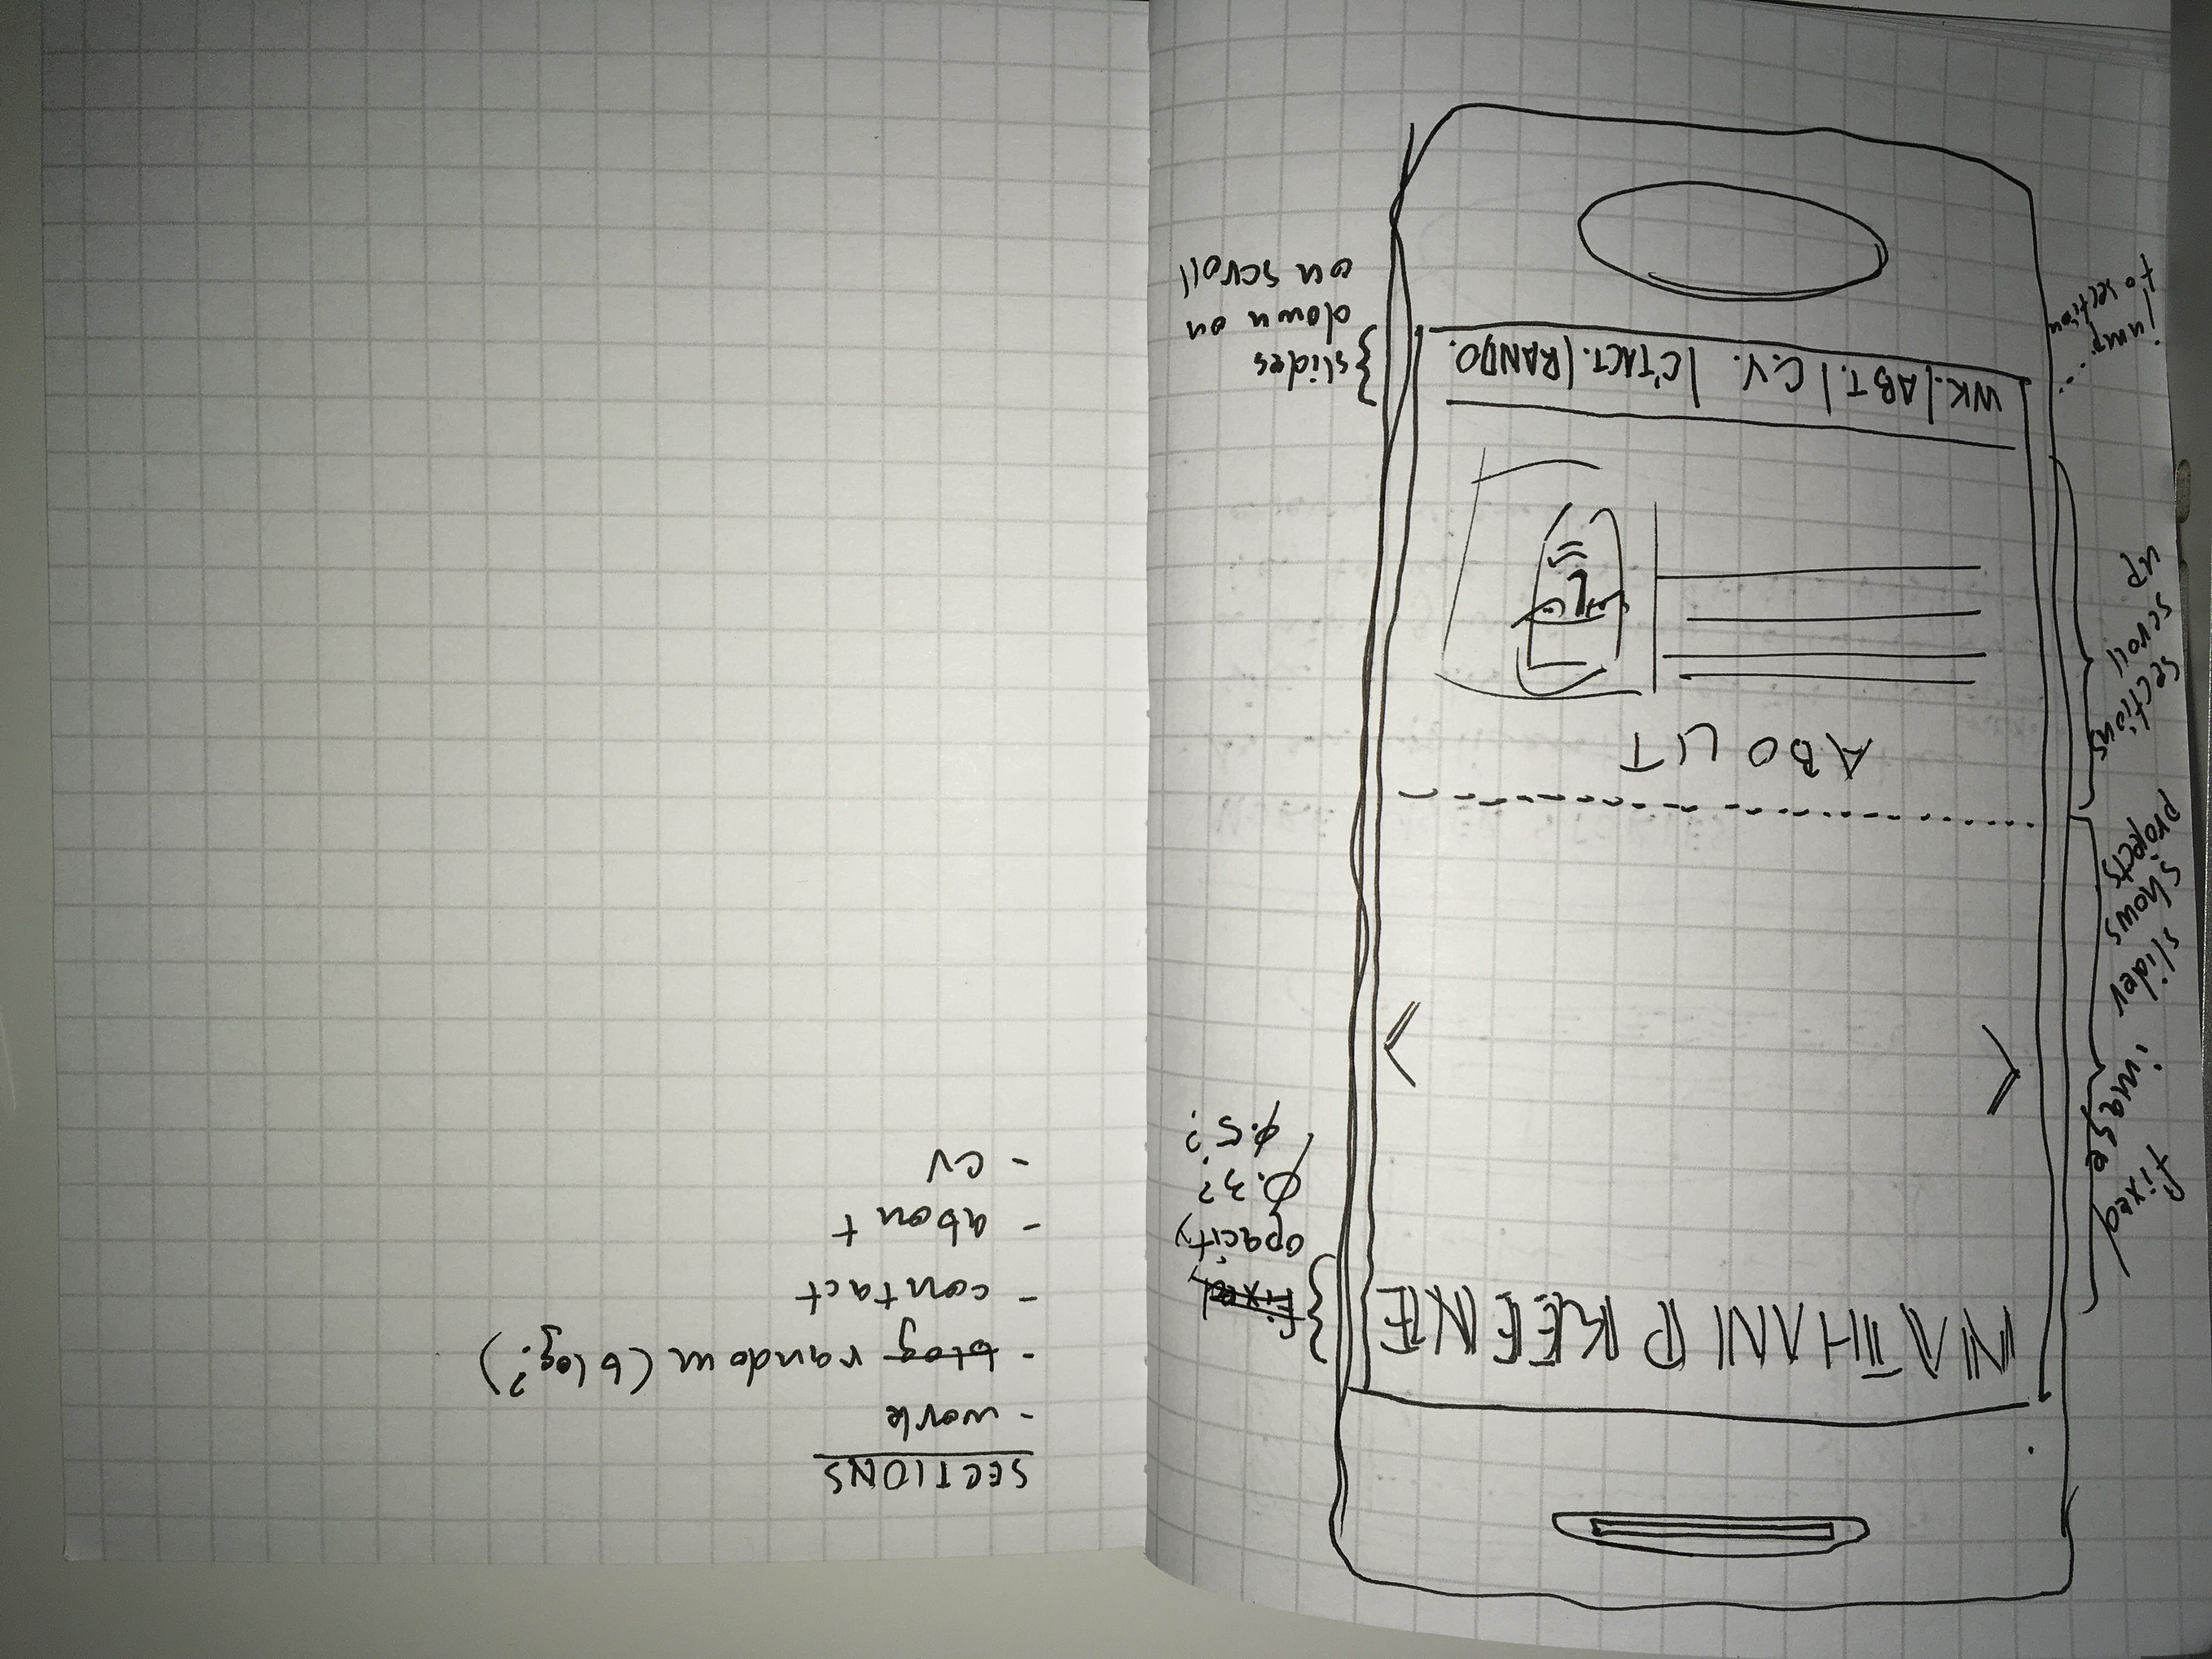 NATHAN P KEENE
fixed,
opacity
0.3?
0.5?
fixed
image
slider
shows
projects
<
>
ABOUT
sections
scroll
up
WK. | ABT. | C.V. | C'TACT. | RANDO.
jump
to section
slides
down on
on scroll
SECTIONS
- work
- blog random (blog?)
- contact
- about
- CV